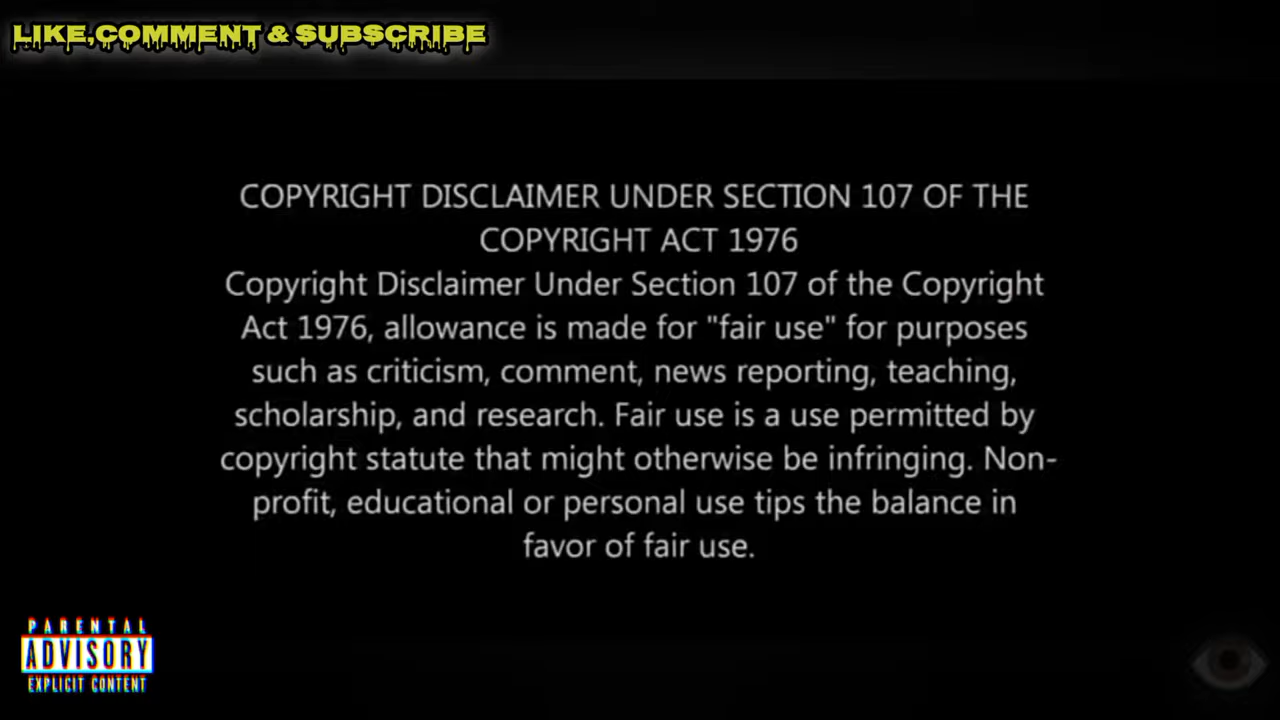 LIKE,COMMENT & SUBSCRIBE
COPYRIGHT DISCLAIMER UNDER SECTION 107 OF THE
COPYRIGHT ACT 1976
Copyright Disclaimer Under Section 107 of the Copyright
Act 1976, allowance is made for "fair use" for purposes
such as criticism, comment, news reporting, teaching,
scholarship, and research. Fair use is a use permitted by
copyright statute that might otherwise be infringing. Non-
profit, educational or personal use tips the balance in
favor of fair use.
PARENTAL
ADVISORY
EXPLICIT CONTENT